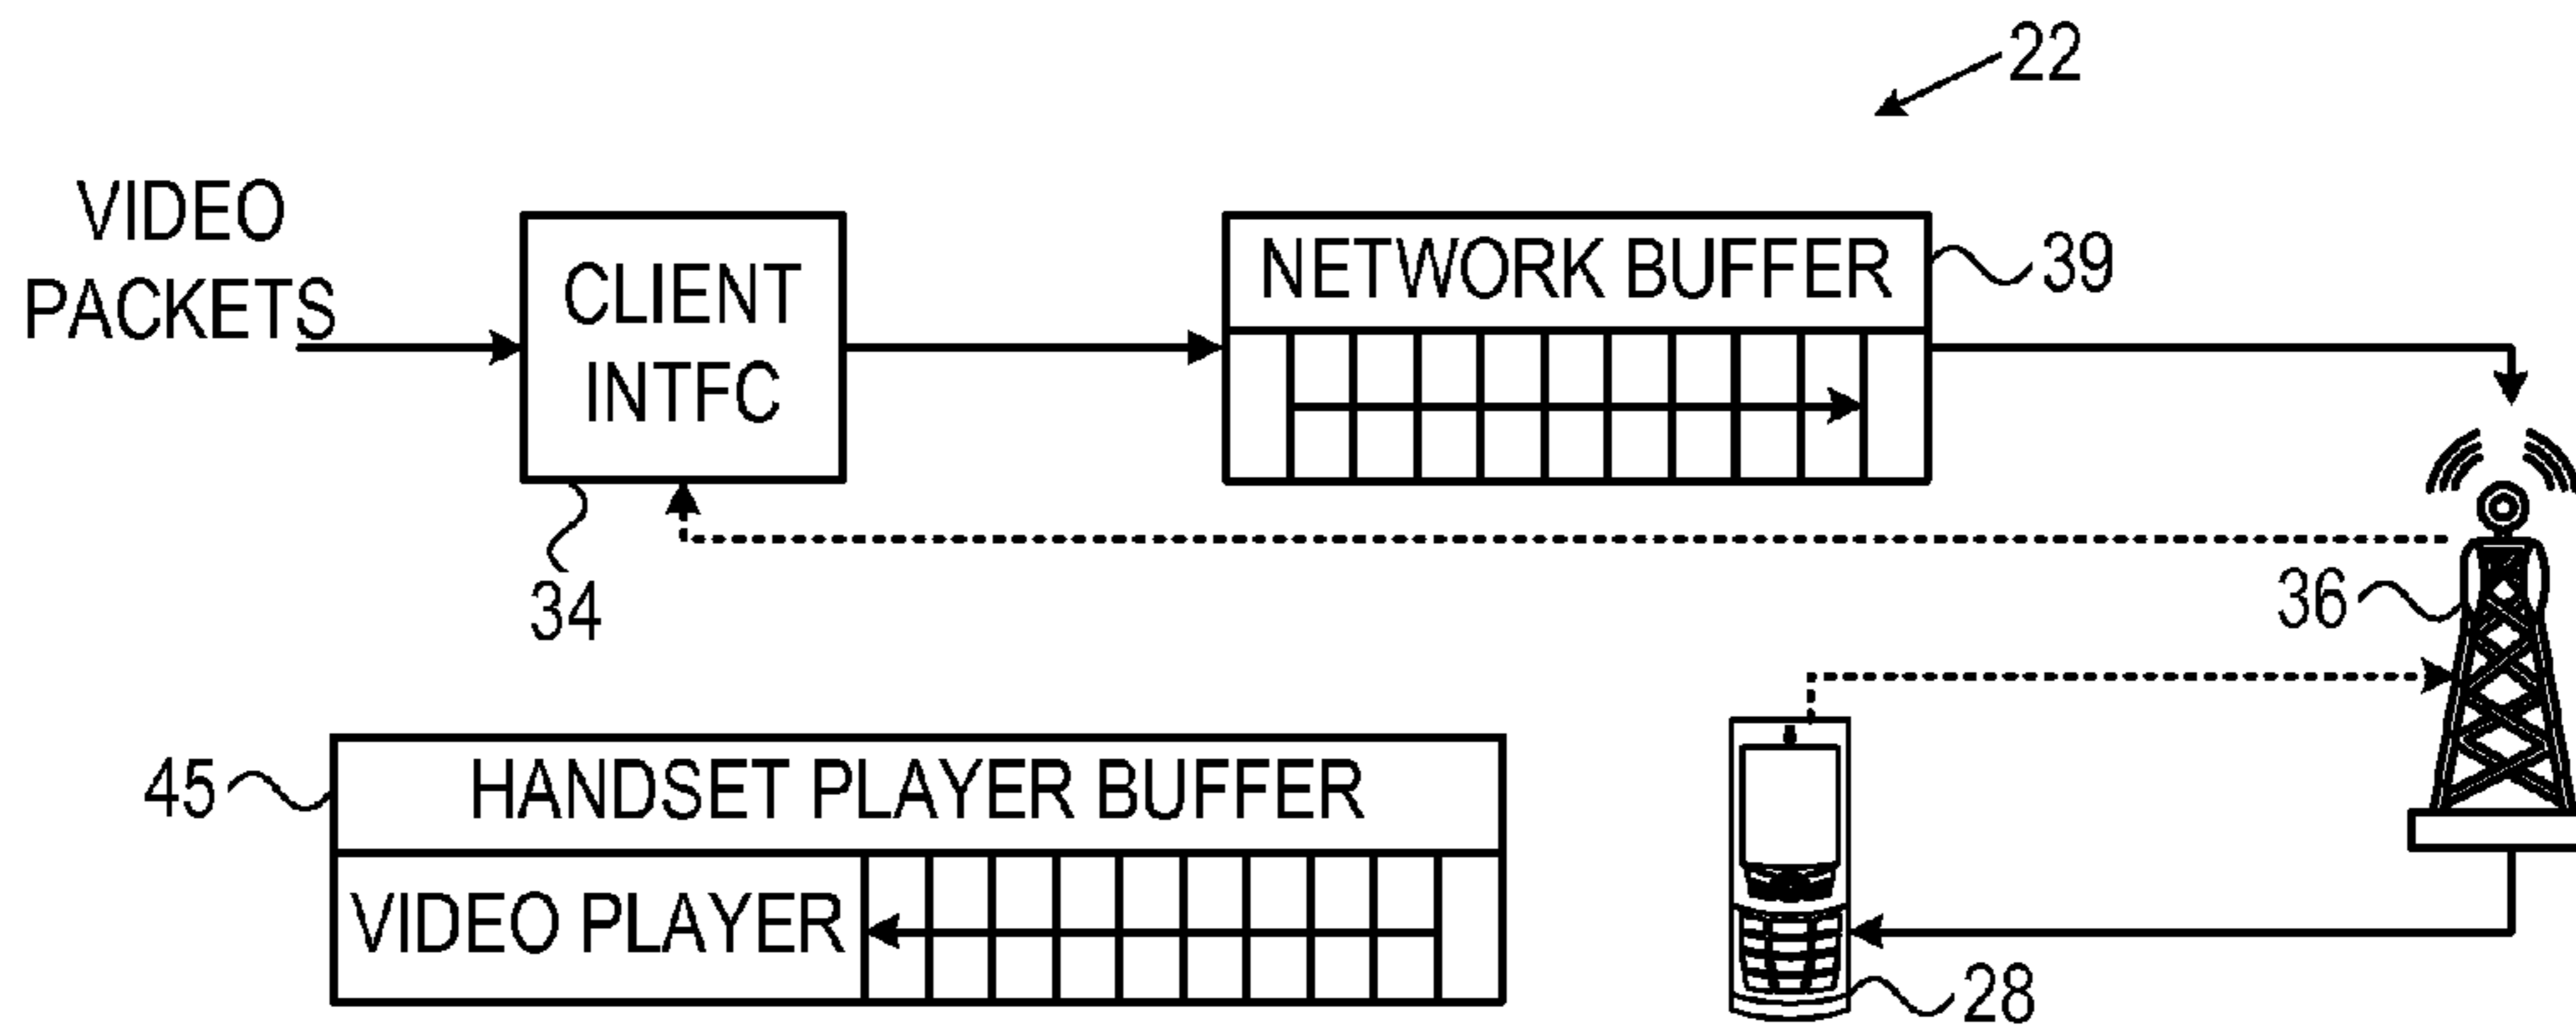 22
VIDEO
PACKETS
CLIENT
INTFC
NETWORK BUFFER
39
34
36
45
HANDSET PLAYER BUFFER
VIDEO PLAYER
28